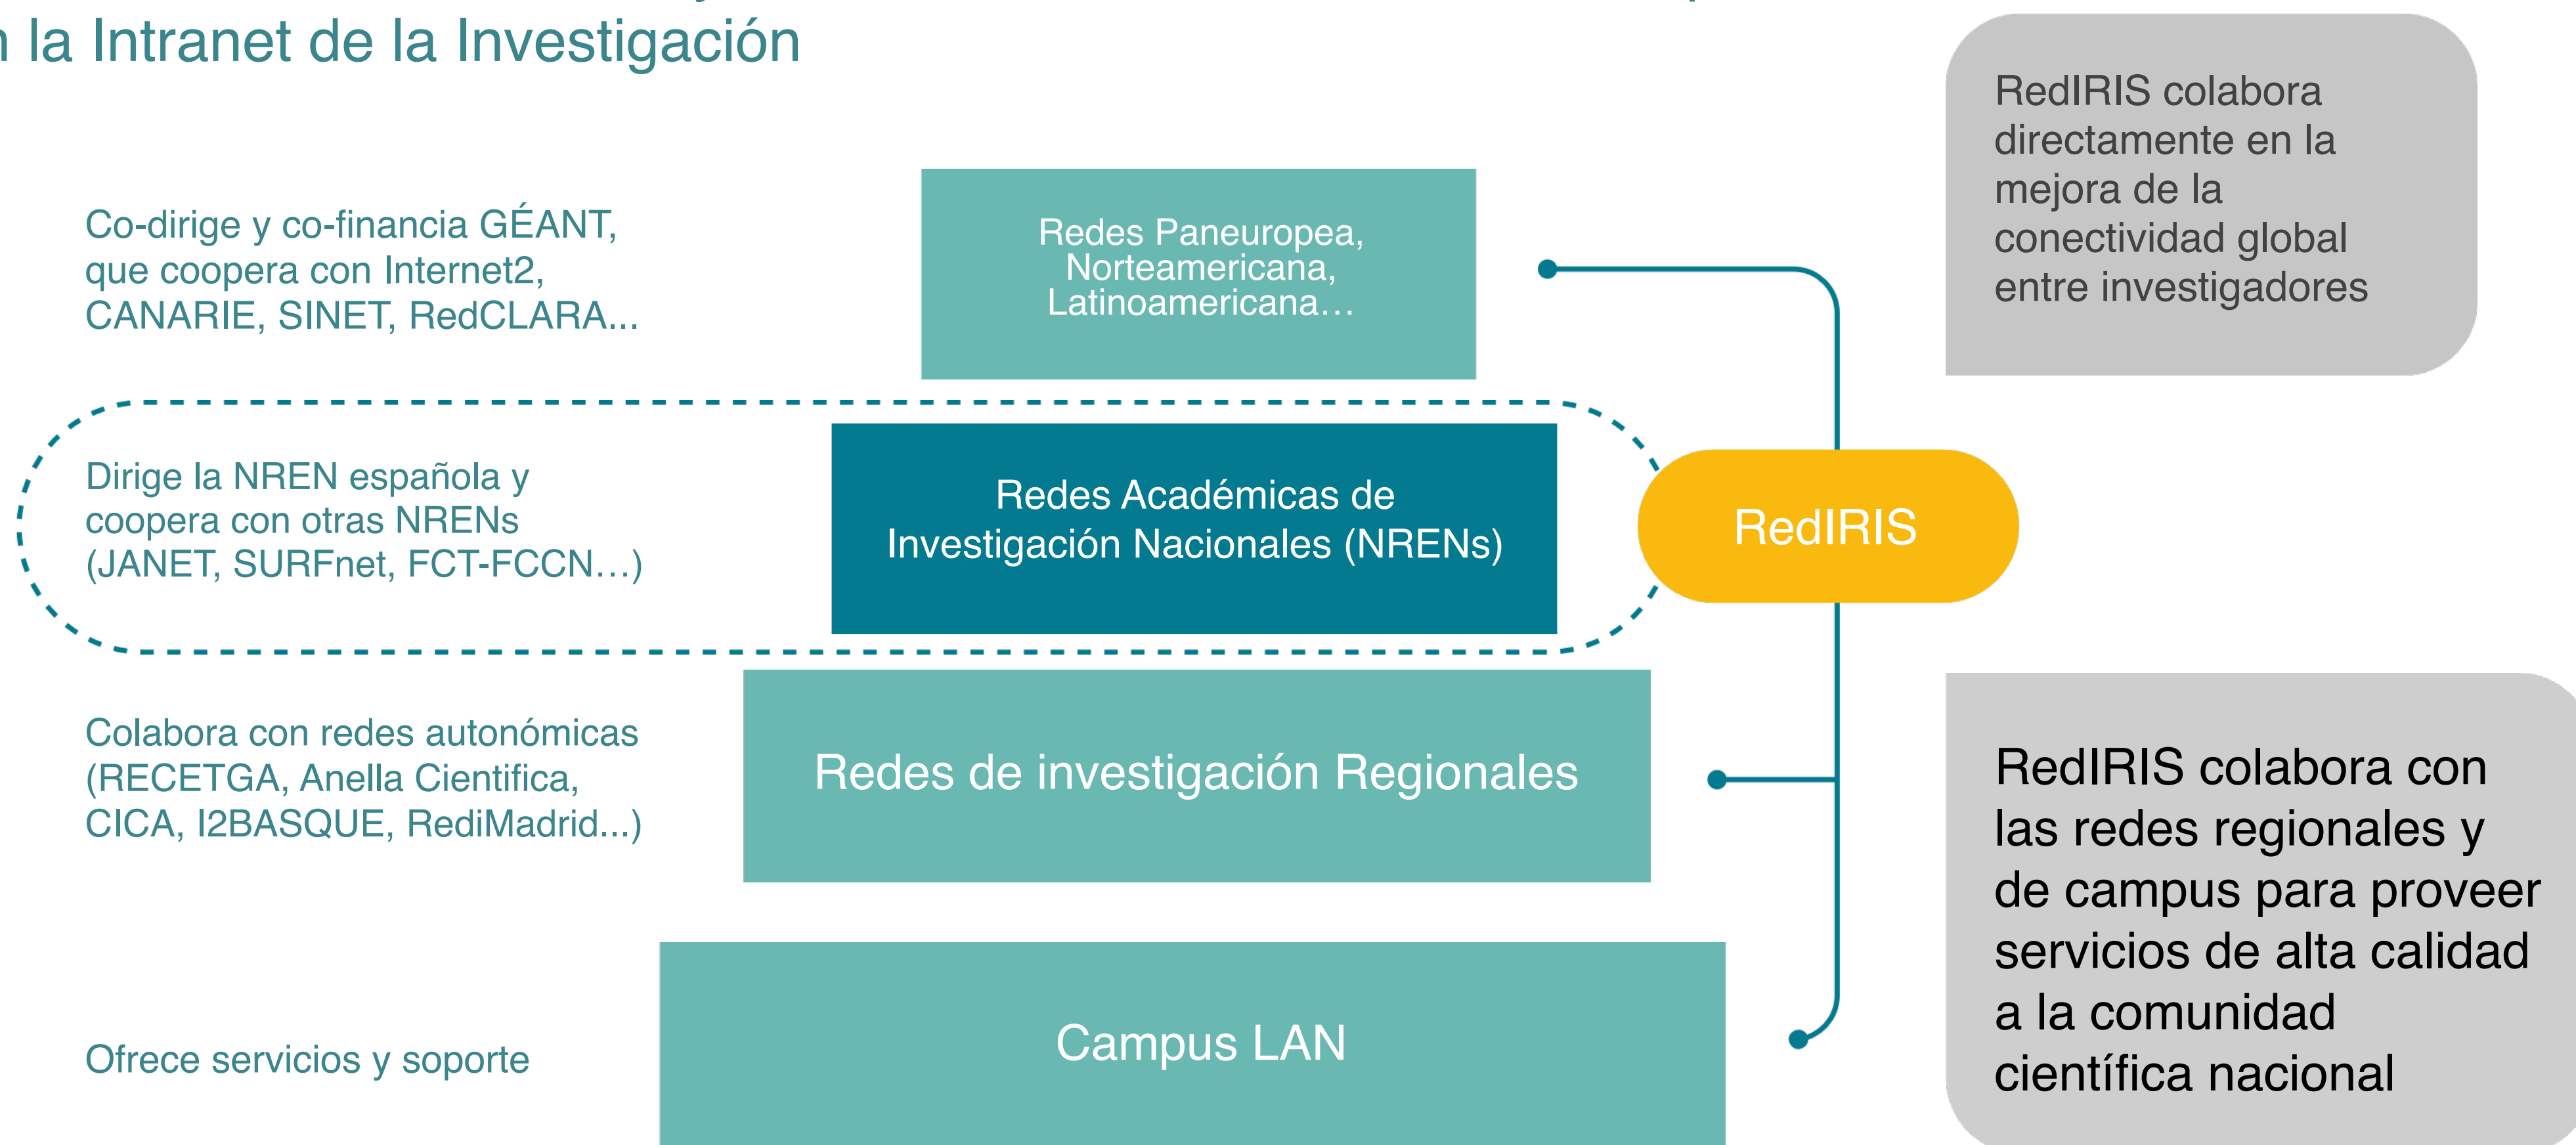 la Intranet de la Investigación
RedIRIS colabora
directamente en la
mejora de la
conectividad global
entre investigadores
Co-dirige y co-financia GÉANT,
que coopera con Internet2,
CANARIE, SINET, RedCLARA...
Redes Paneuropea,
Norteamericana,
Latinoamericana…
Dirige la NREN española y
coopera con otras NRENs
(JANET, SURFnet, FCT-FCCN…)
Redes Académicas de
Investigación Nacionales (NRENs)
RedIRIS
Colabora con redes autonómicas
(RECETGA, Anella Cientifica,
CICA, I2BASQUE, RediMadrid...)
Redes de investigación Regionales
RedIRIS colabora con
las redes regionales y
de campus para proveer
servicios de alta calidad
a la comunidad
científica nacional
Ofrece servicios y soporte
Campus LAN